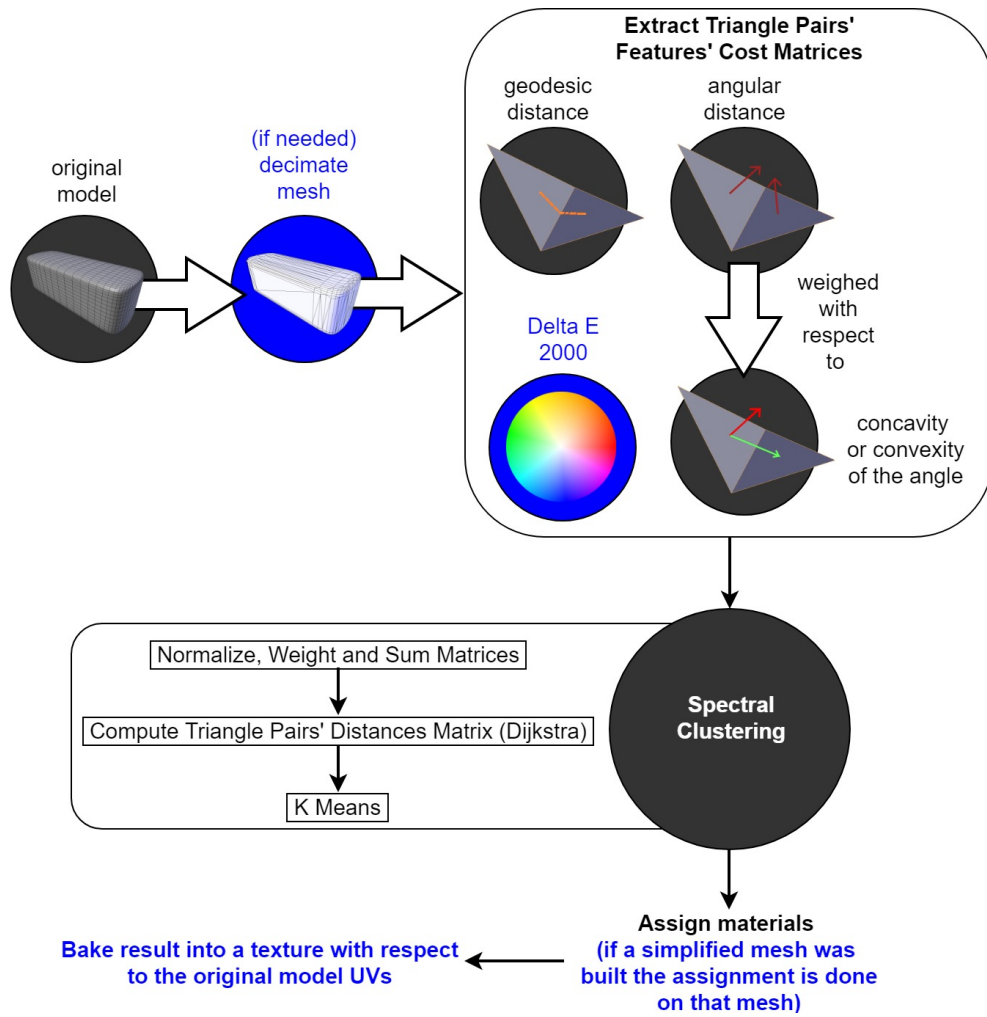 Extract Triangle Pairs'
Features' Cost Matrices
geodesic
distance
angular
distance
original
model
(if needed)
decimate
mesh
weighed
with
respect
to
Delta E
2000
concavity
or convexity
of the angle
Normalize, Weight and Sum Matrices
Compute Triangle Pairs' Distances Matrix (Dijkstra)
K Means
Spectral
Clustering
Assign materials
(if a simplified mesh was
built the assignment is done
on that mesh)
Bake result into a texture with respect
to the original model UVs